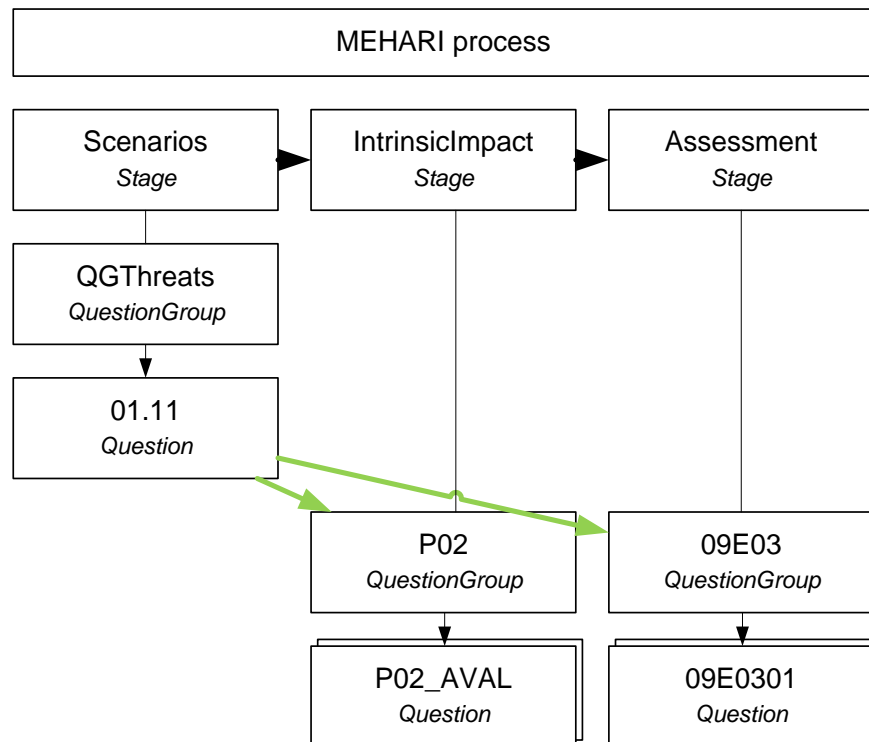 MEHARI process
Scenarios
Stage
IntrinsicImpact
Stage
Assessment
Stage
QGThreats
QuestionGroup
01.11
Question
P02
QuestionGroup
09E03
QuestionGroup
P02_AVAL
Question
09E0301
Question